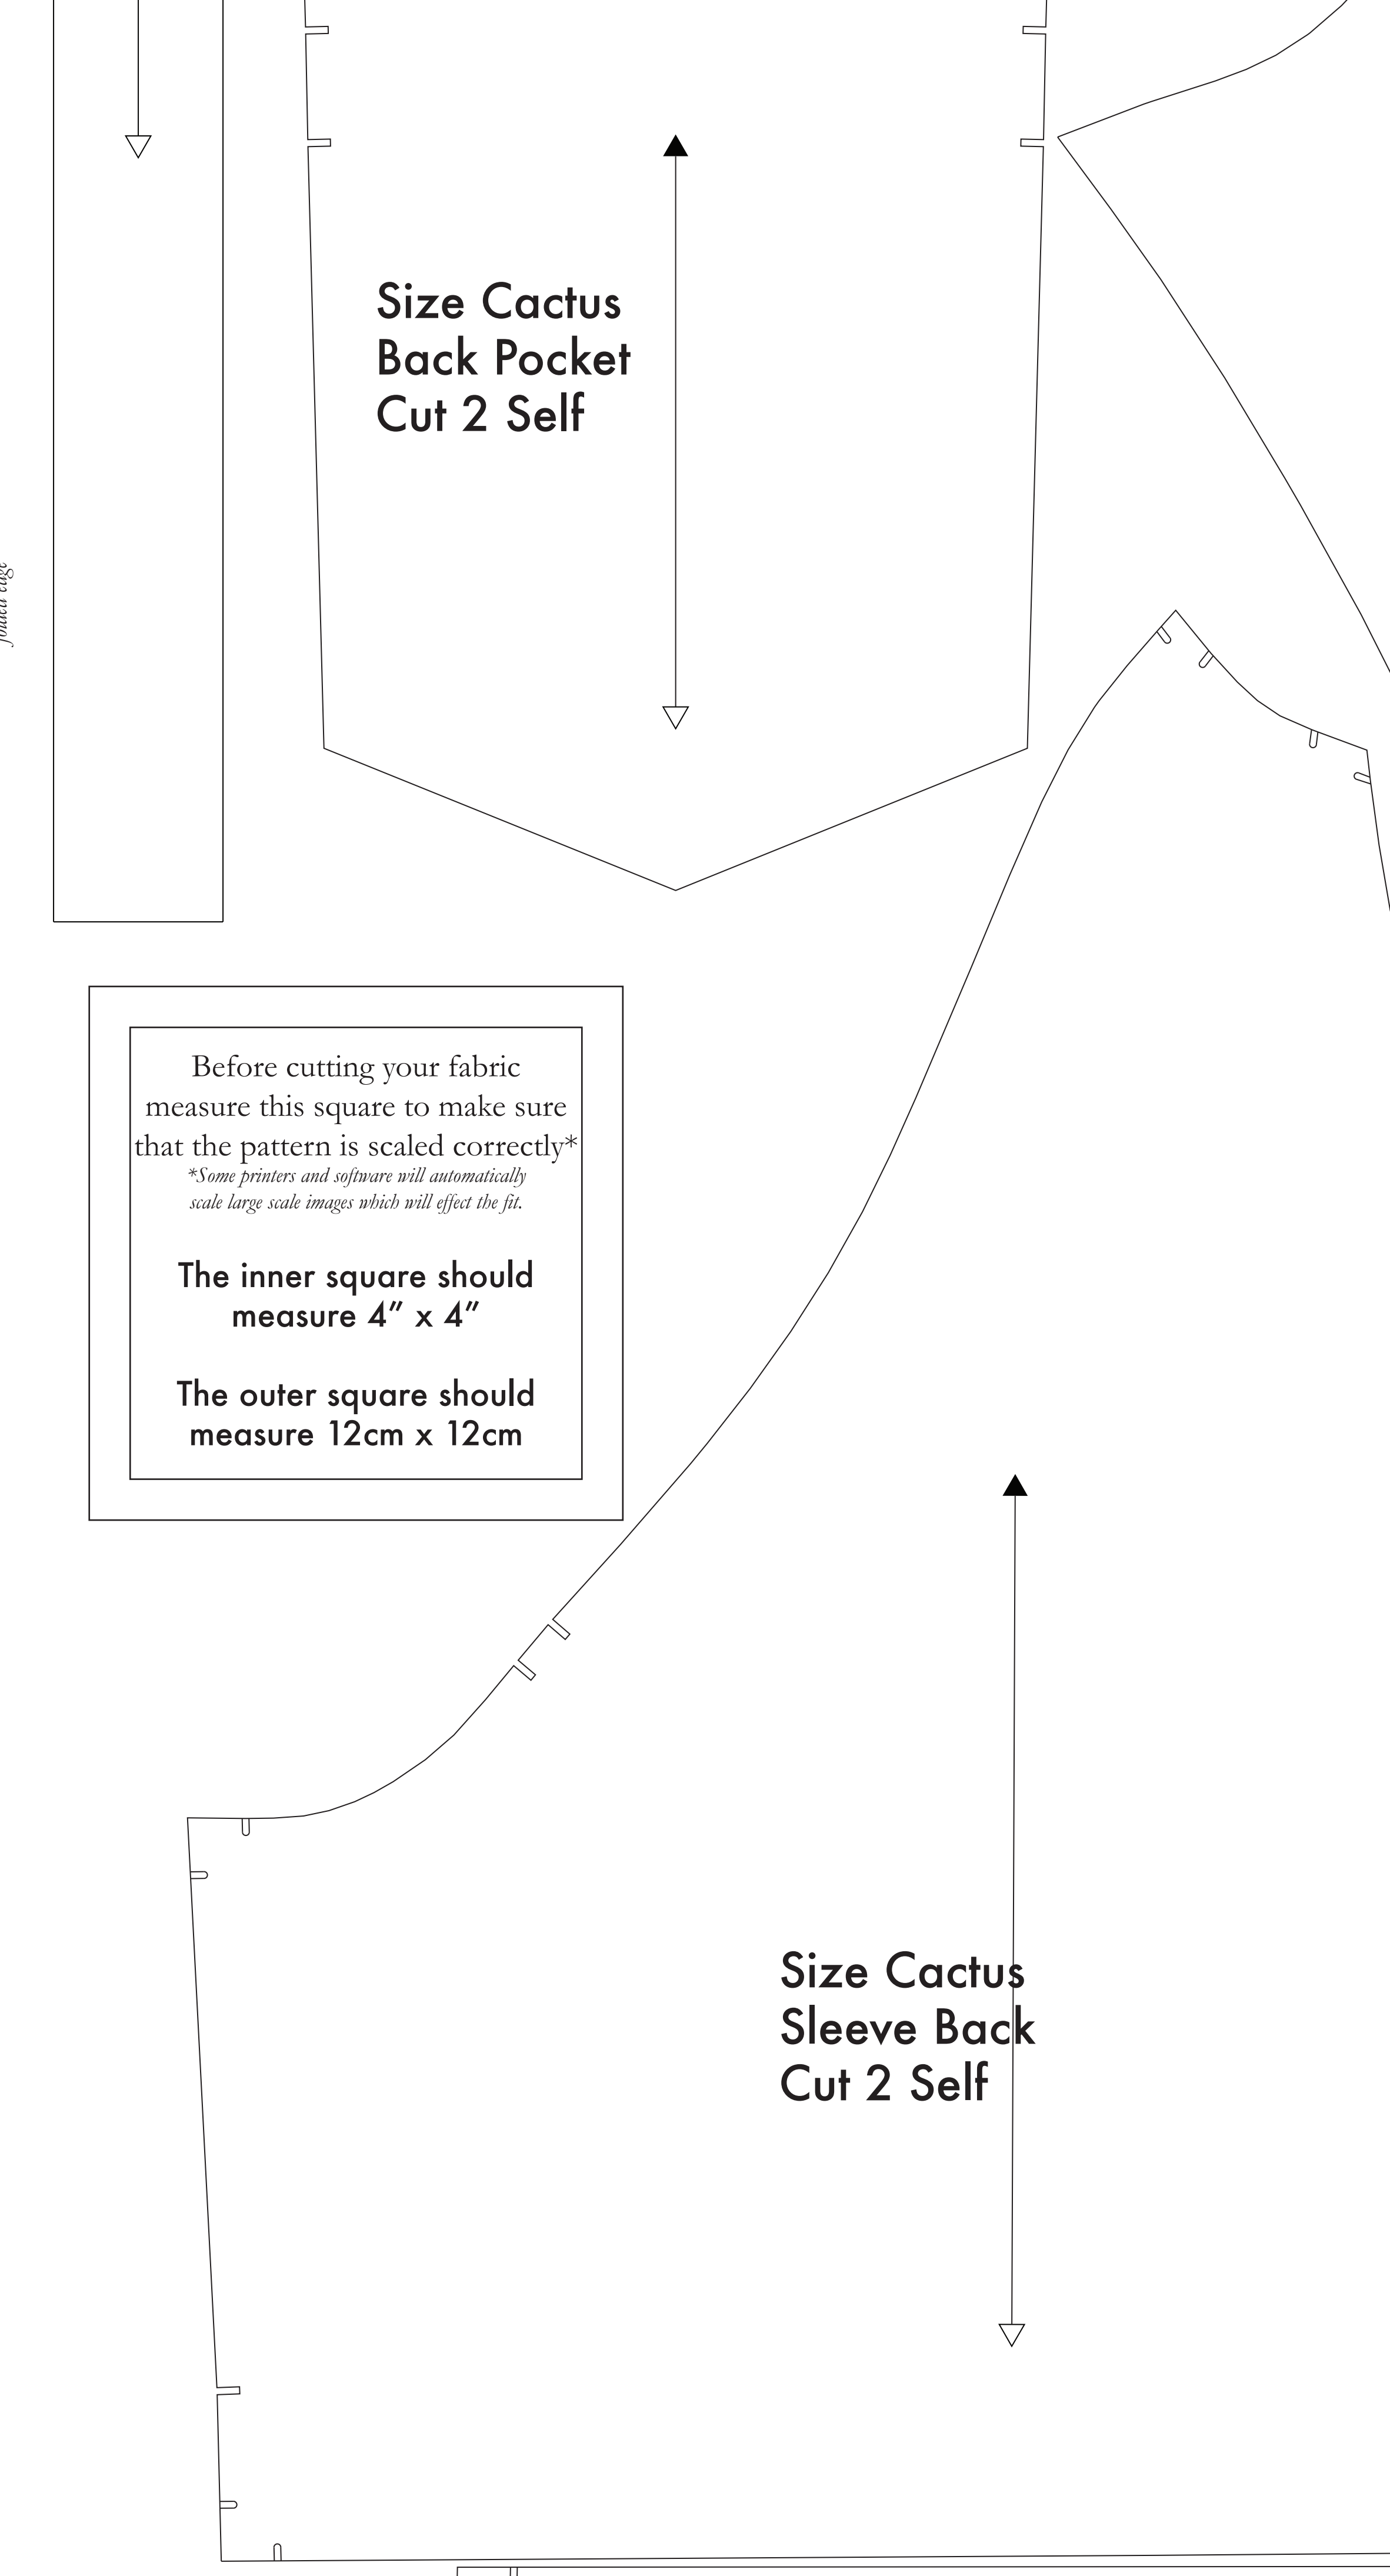 Size Cactus
Back Pocket
Cut 2 Self
folded edge
Before cutting your fabric
measure this square to make sure
that the pattern is scaled correctly*
*Some printers and software will automatically
scale large scale images which will effect the fit.
The inner square should
measure 4” x 4”
The outer square should
measure 12cm x 12cm
Size Cactus
Sleeve Back
Cut 2 Self